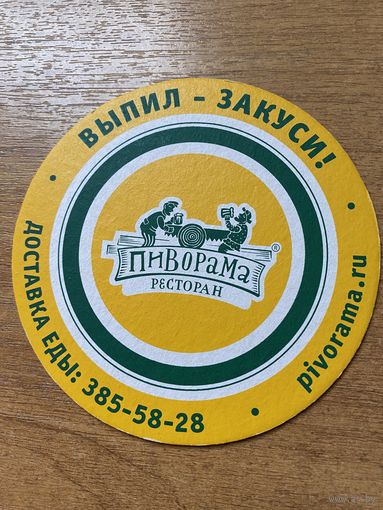 • ВЫПИЛ - ЗАКУСИ! •
ПИВОРАМА ®
РЕСТОРАН
ДОСТАВКА ЕДЫ: 385-58-28 •
pivorama.ru